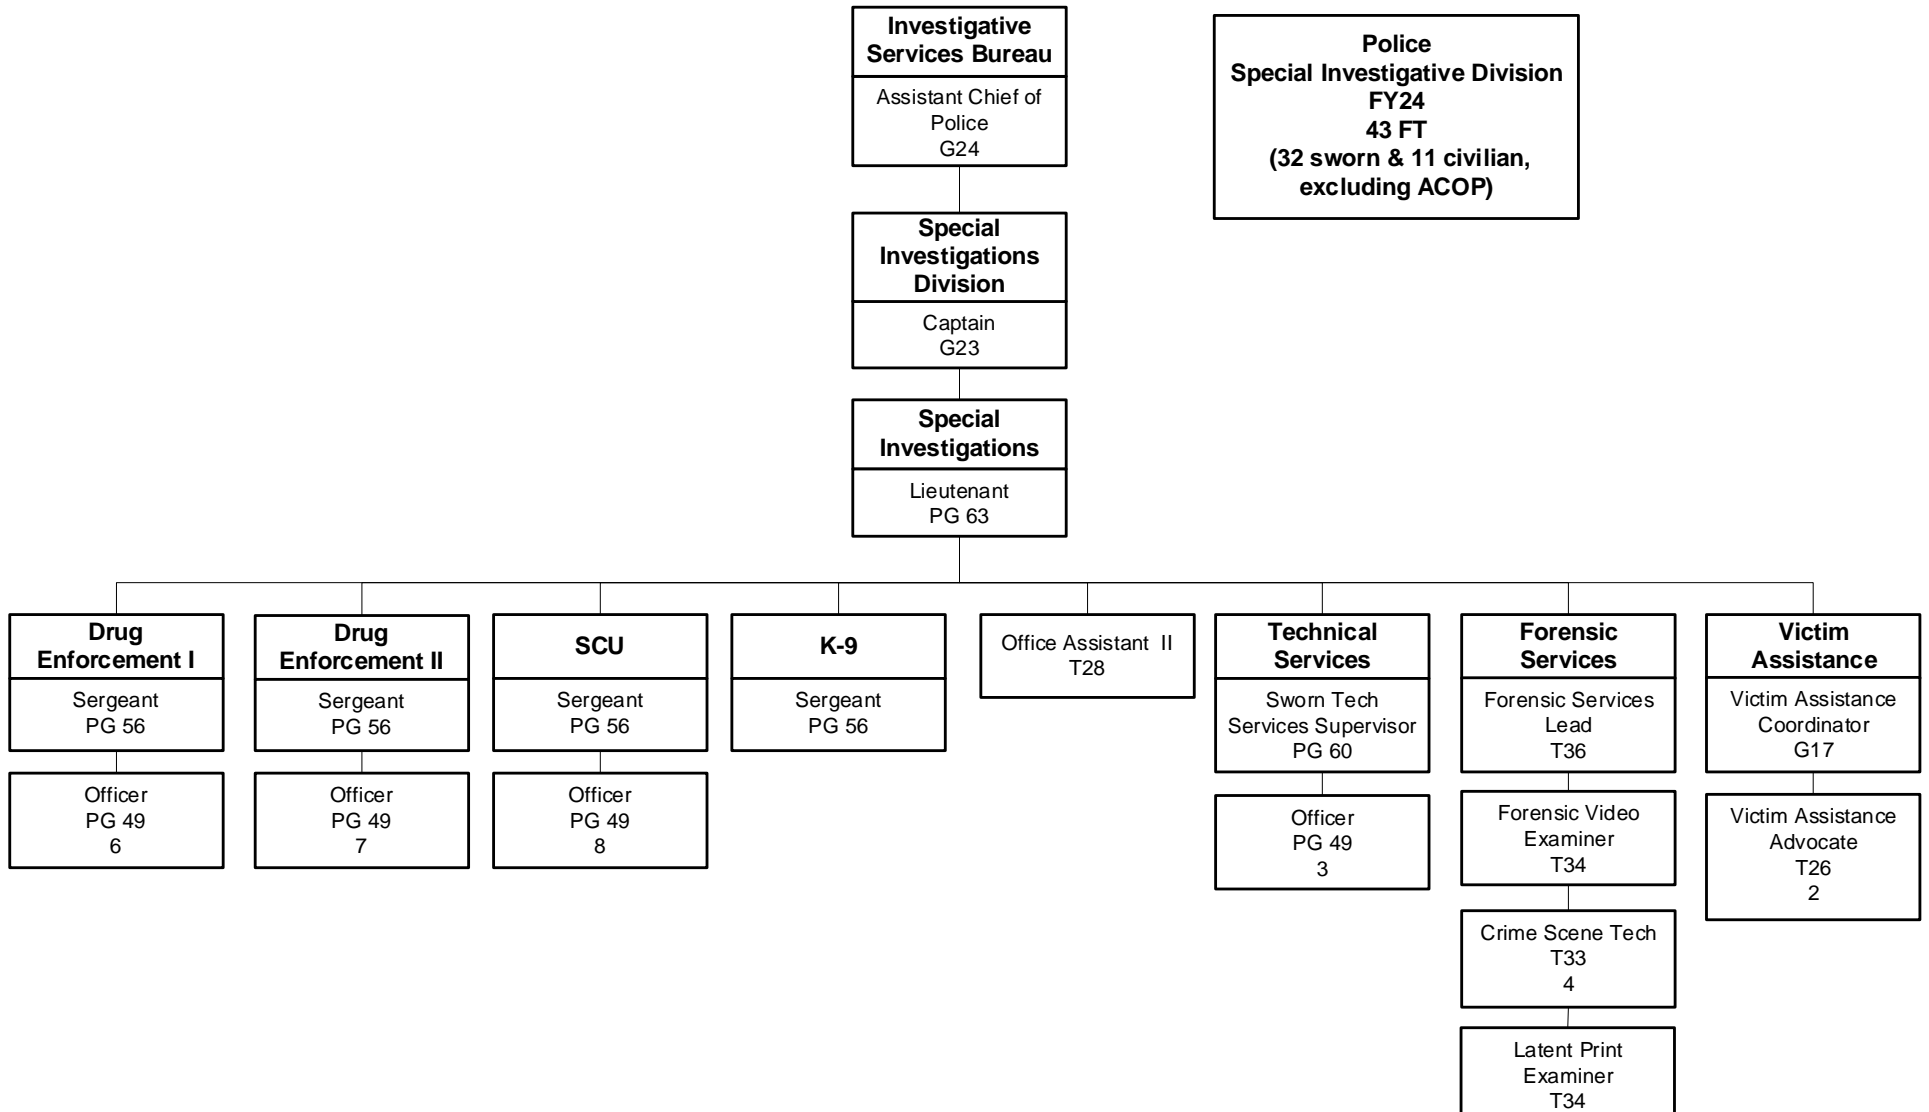 Investigative
Services Bureau
Assistant Chief of
Police
G24
Police
Special Investigative Division
FY24
43 FT
(32 sworn & 11 civilian,
excluding ACOP)
Special
Investigations
Division
Captain
G23
Special
Investigations
Lieutenant
PG 63
Drug
Enforcement I
Sergeant
PG 56
Officer
PG 49
6
Drug
Enforcement II
Sergeant
PG 56
Officer
PG 49
7
SCU
Sergeant
PG 56
Officer
PG 49
8
K-9
Sergeant
PG 56
Office Assistant II
T28
Technical
Services
Sworn Tech
Services Supervisor
PG 60
Officer
PG 49
3
Forensic
Services
Forensic Services
Lead
T36
Forensic Video
Examiner
T34
Crime Scene Tech
T33
4
Latent Print
Examiner
T34
Victim
Assistance
Victim Assistance
Coordinator
G17
Victim Assistance
Advocate
T26
2